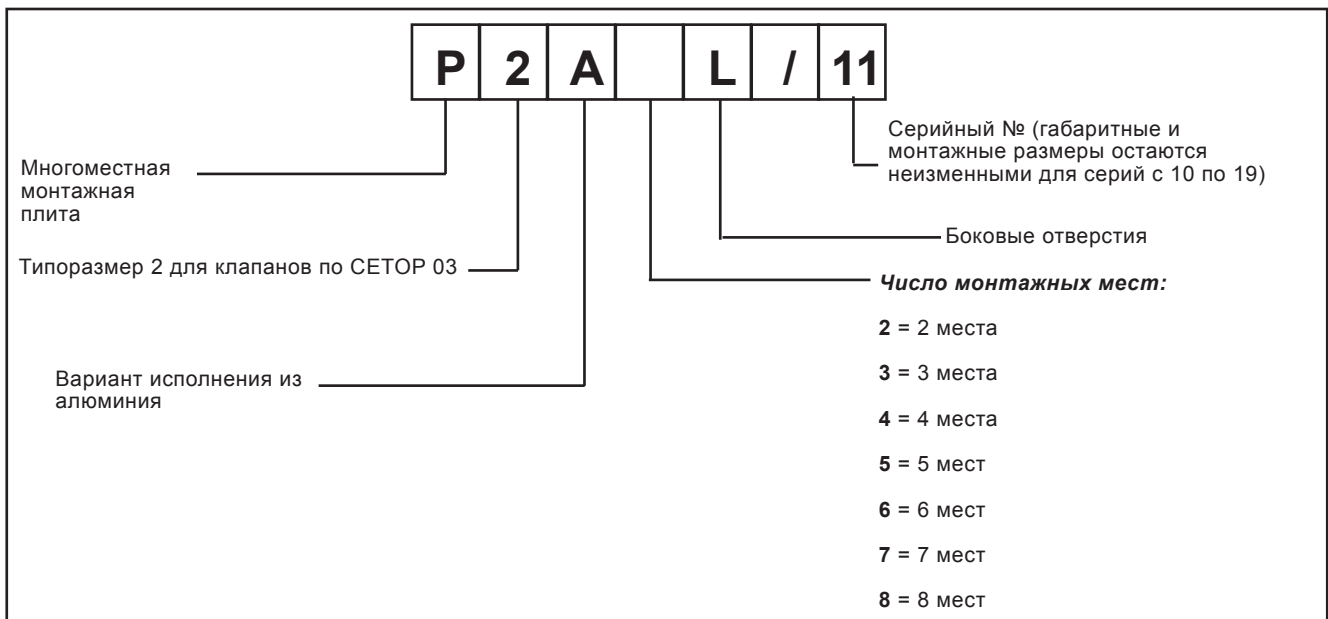 P 2 A L / 11
Серийный № (габаритные и
монтажные размеры остаются
неизменными для серий с 10 по 19)
Многоместная
монтажная
плита
Боковые отверстия
Типоразмер 2 для клапанов по CETOP 03
Число монтажных мест:
2 = 2 места
3 = 3 места
Вариант исполнения из
алюминия
4 = 4 места
5 = 5 мест
6 = 6 мест
7 = 7 мест
8 = 8 мест